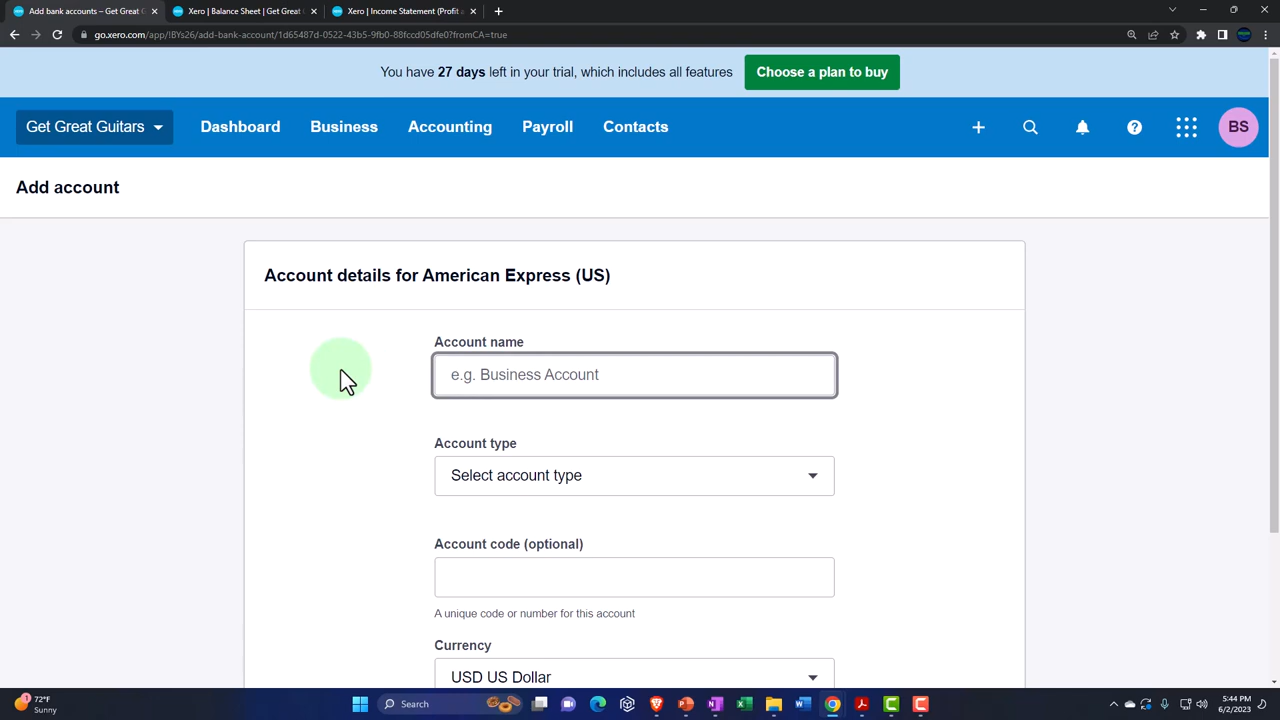 Add bank accounts – Get Great G
Xero | Balance Sheet | Get Great
Xero | Income Statement (Profit a
go.xero.com/app/!BYs26/add-bank-account/1d65487d-0522-43b5-9fb0-88fccd05dfe0?fromCA=true
You have 27 days left in your trial, which includes all features
Choose a plan to buy
Get Great Guitars
Dashboard
Business
Accounting
Payroll
Contacts
BS
Add account
Account details for American Express (US)
Account name
e.g. Business Account
Account type
Select account type
Account code (optional)
A unique code or number for this account
Currency
USD US Dollar
1
72°F
Sunny
Search
5:44 PM
6/2/2023